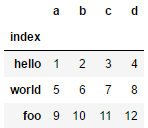 a b c d
index
hello 1 2 3 4
world 5 6 7 8
foo 9 10 11 12